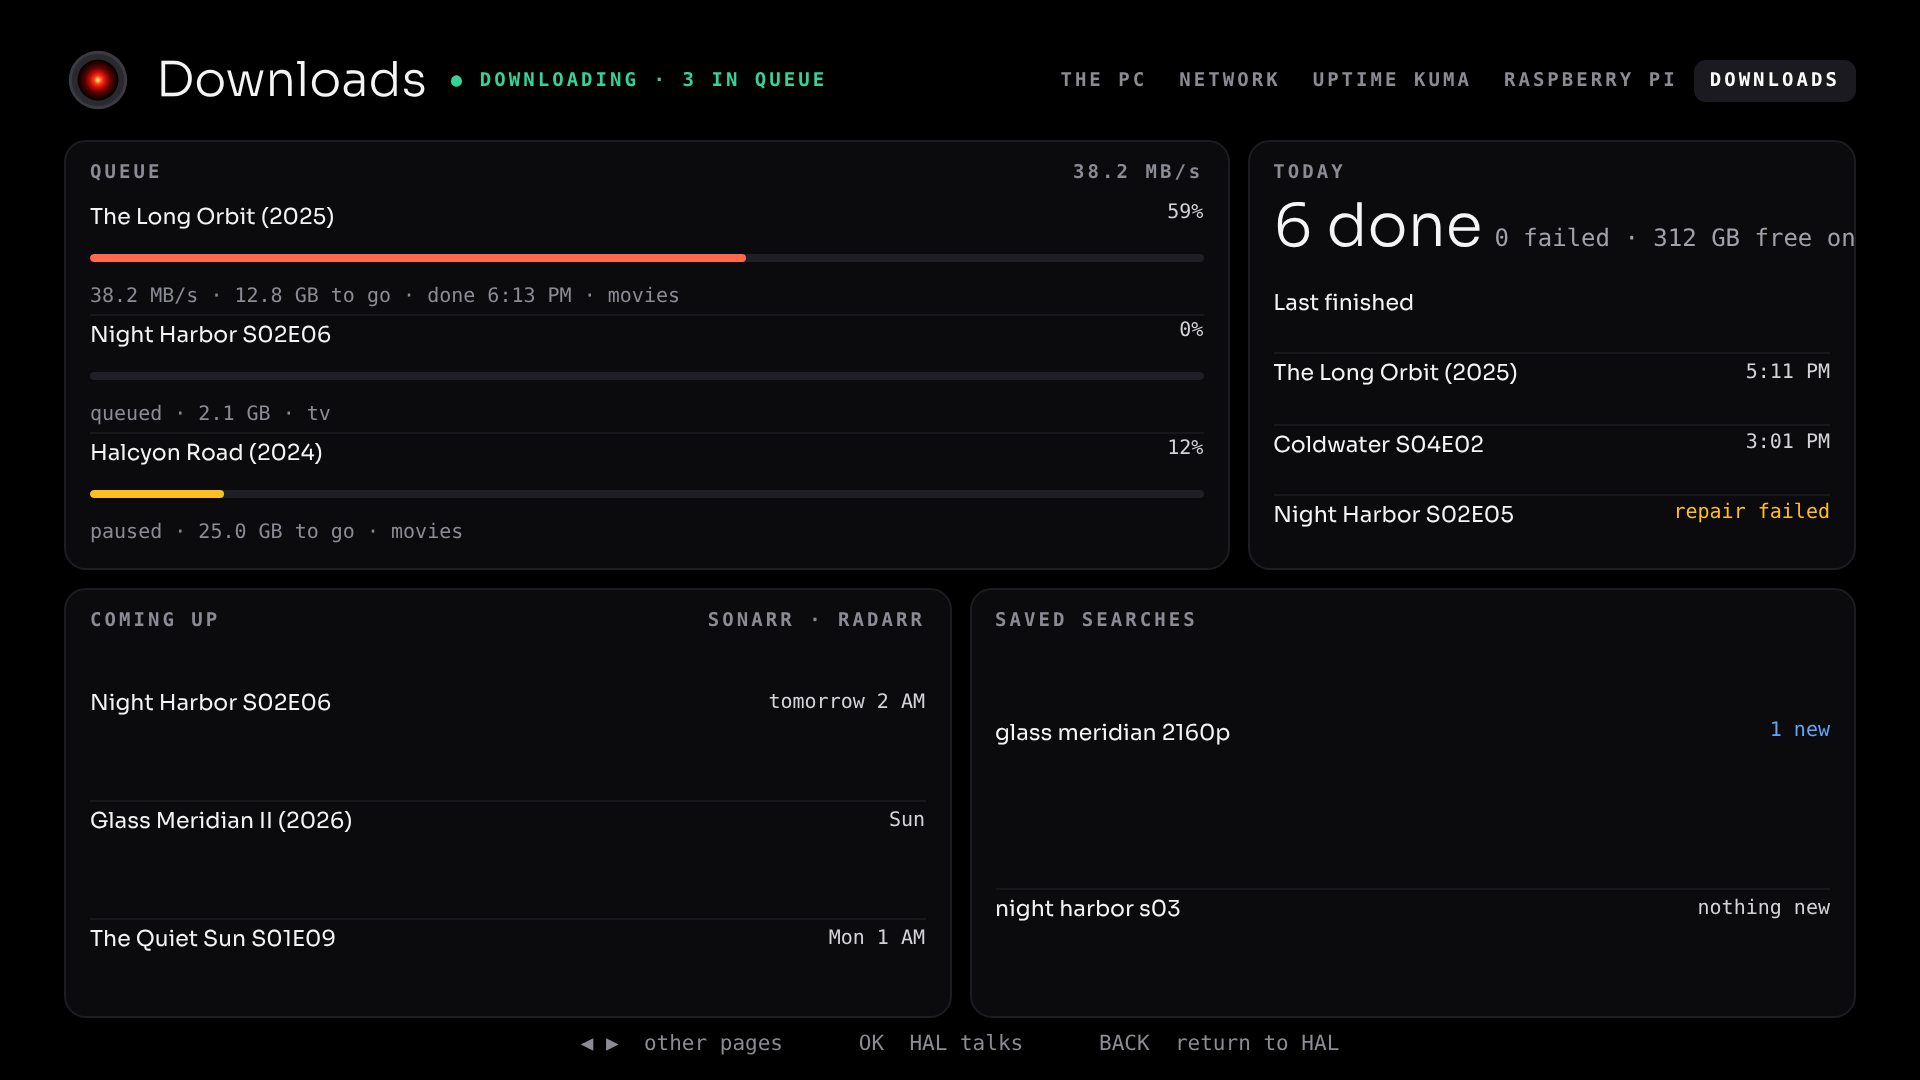 Downloads
● DOWNLOADING · 3 IN QUEUE
THE PC NETWORK UPTIME KUMA RASPBERRY PI DOWNLOADS
QUEUE 38.2 MB/s
The Long Orbit (2025) 59%
38.2 MB/s · 12.8 GB to go · done 6:13 PM · movies
Night Harbor S02E06 0%
queued · 2.1 GB · tv
Halcyon Road (2024) 12%
paused · 25.0 GB to go · movies
TODAY
6 done 0 failed · 312 GB free on
Last finished
The Long Orbit (2025) 5:11 PM
Coldwater S04E02 3:01 PM
Night Harbor S02E05 repair failed
COMING UP SONARR · RADARR
Night Harbor S02E06 tomorrow 2 AM
Glass Meridian II (2026) Sun
The Quiet Sun S01E09 Mon 1 AM
SAVED SEARCHES
glass meridian 2160p 1 new
night harbor s03 nothing new
◀ ▶ other pages OK HAL talks BACK return to HAL